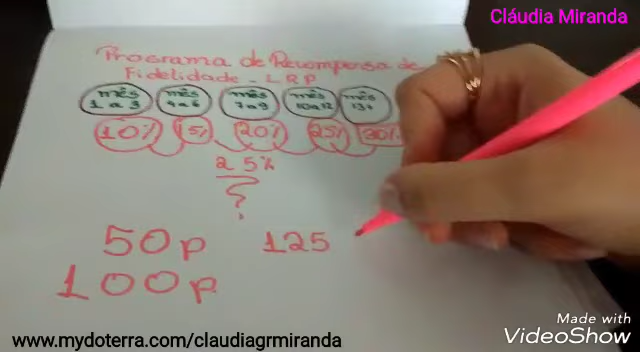 Cláudia Miranda
Programa de Recompensa de
Fidelidade - LRP
mês 1 a 3 mês 4 a 6 mês 7 a 9 mês 10 a 12 mês 13+
10% 15% 20% 25% 30%
25%
?
50p 125
100p
www.mydoterra.com/claudiagrmiranda
Made with
VideoShow